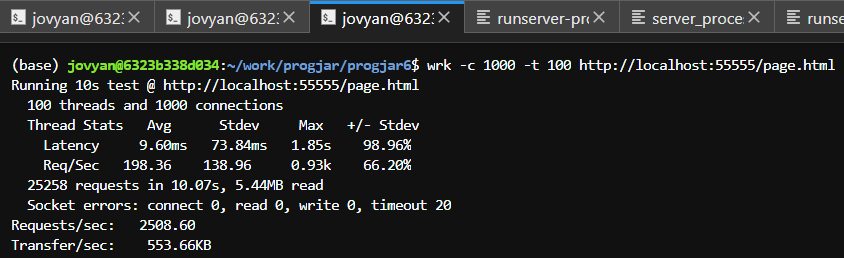 jovyan@6323 jovyan@6323 jovyan@6323 runserver-pro server_proces runse
(base) jovyan@6323b338d034:~/work/progjar/progjar6$ wrk -c 1000 -t 100 http://localhost:55555/page.html
Running 10s test @ http://localhost:55555/page.html
  100 threads and 1000 connections
  Thread Stats   Avg      Stdev     Max   +/- Stdev
    Latency     9.60ms   73.84ms   1.85s    98.96%
    Req/Sec   198.36    138.96     0.93k    66.20%
  25258 requests in 10.07s, 5.44MB read
  Socket errors: connect 0, read 0, write 0, timeout 20
Requests/sec:   2508.60
Transfer/sec:    553.66KB